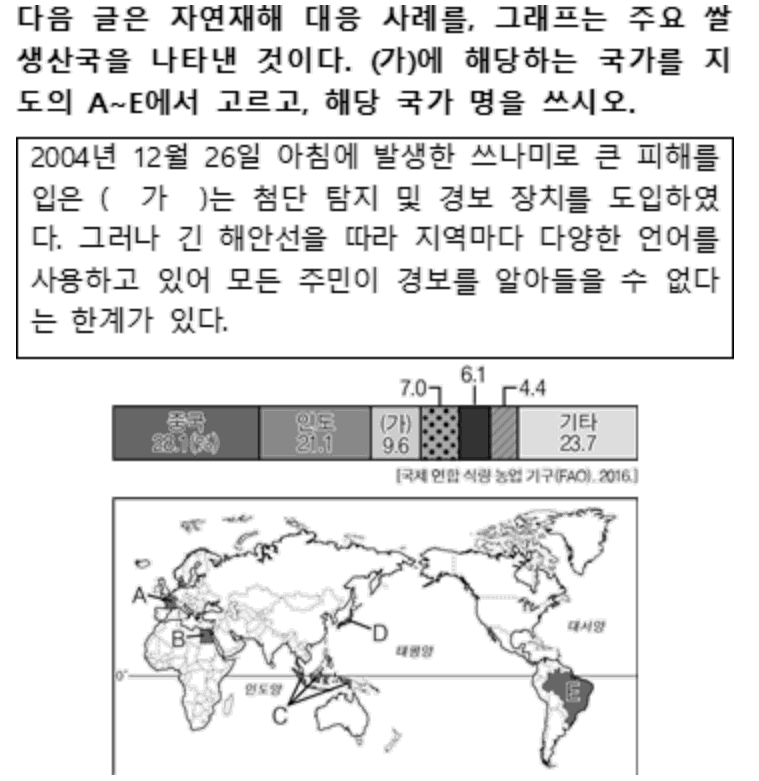 다음 글은 자연재해 대응 사례를, 그래프는 주요 쌀
생산국을 나타낸 것이다. (가)에 해당하는 국가를 지
도의 A~E에서 고르고, 해당 국가 명을 쓰시오.
2004년 12월 26일 아침에 발생한 쓰나미로 큰 피해를
입은 ( 가 )는 첨단 탐지 및 경보 장치를 도입하였
다. 그러나 긴 해안선을 따라 지역마다 다양한 언어를
사용하고 있어 모든 주민이 경보를 알아들을 수 없다
는 한계가 있다.
7.0 6.1 4.4
중국 인도 (가) 기타
28.1(%) 21.1 9.6 23.7
[국제 연합 식량 농업 기구(FAO). 2016.]
A
B
D
대서양
태평양
0°
인도양
C
E